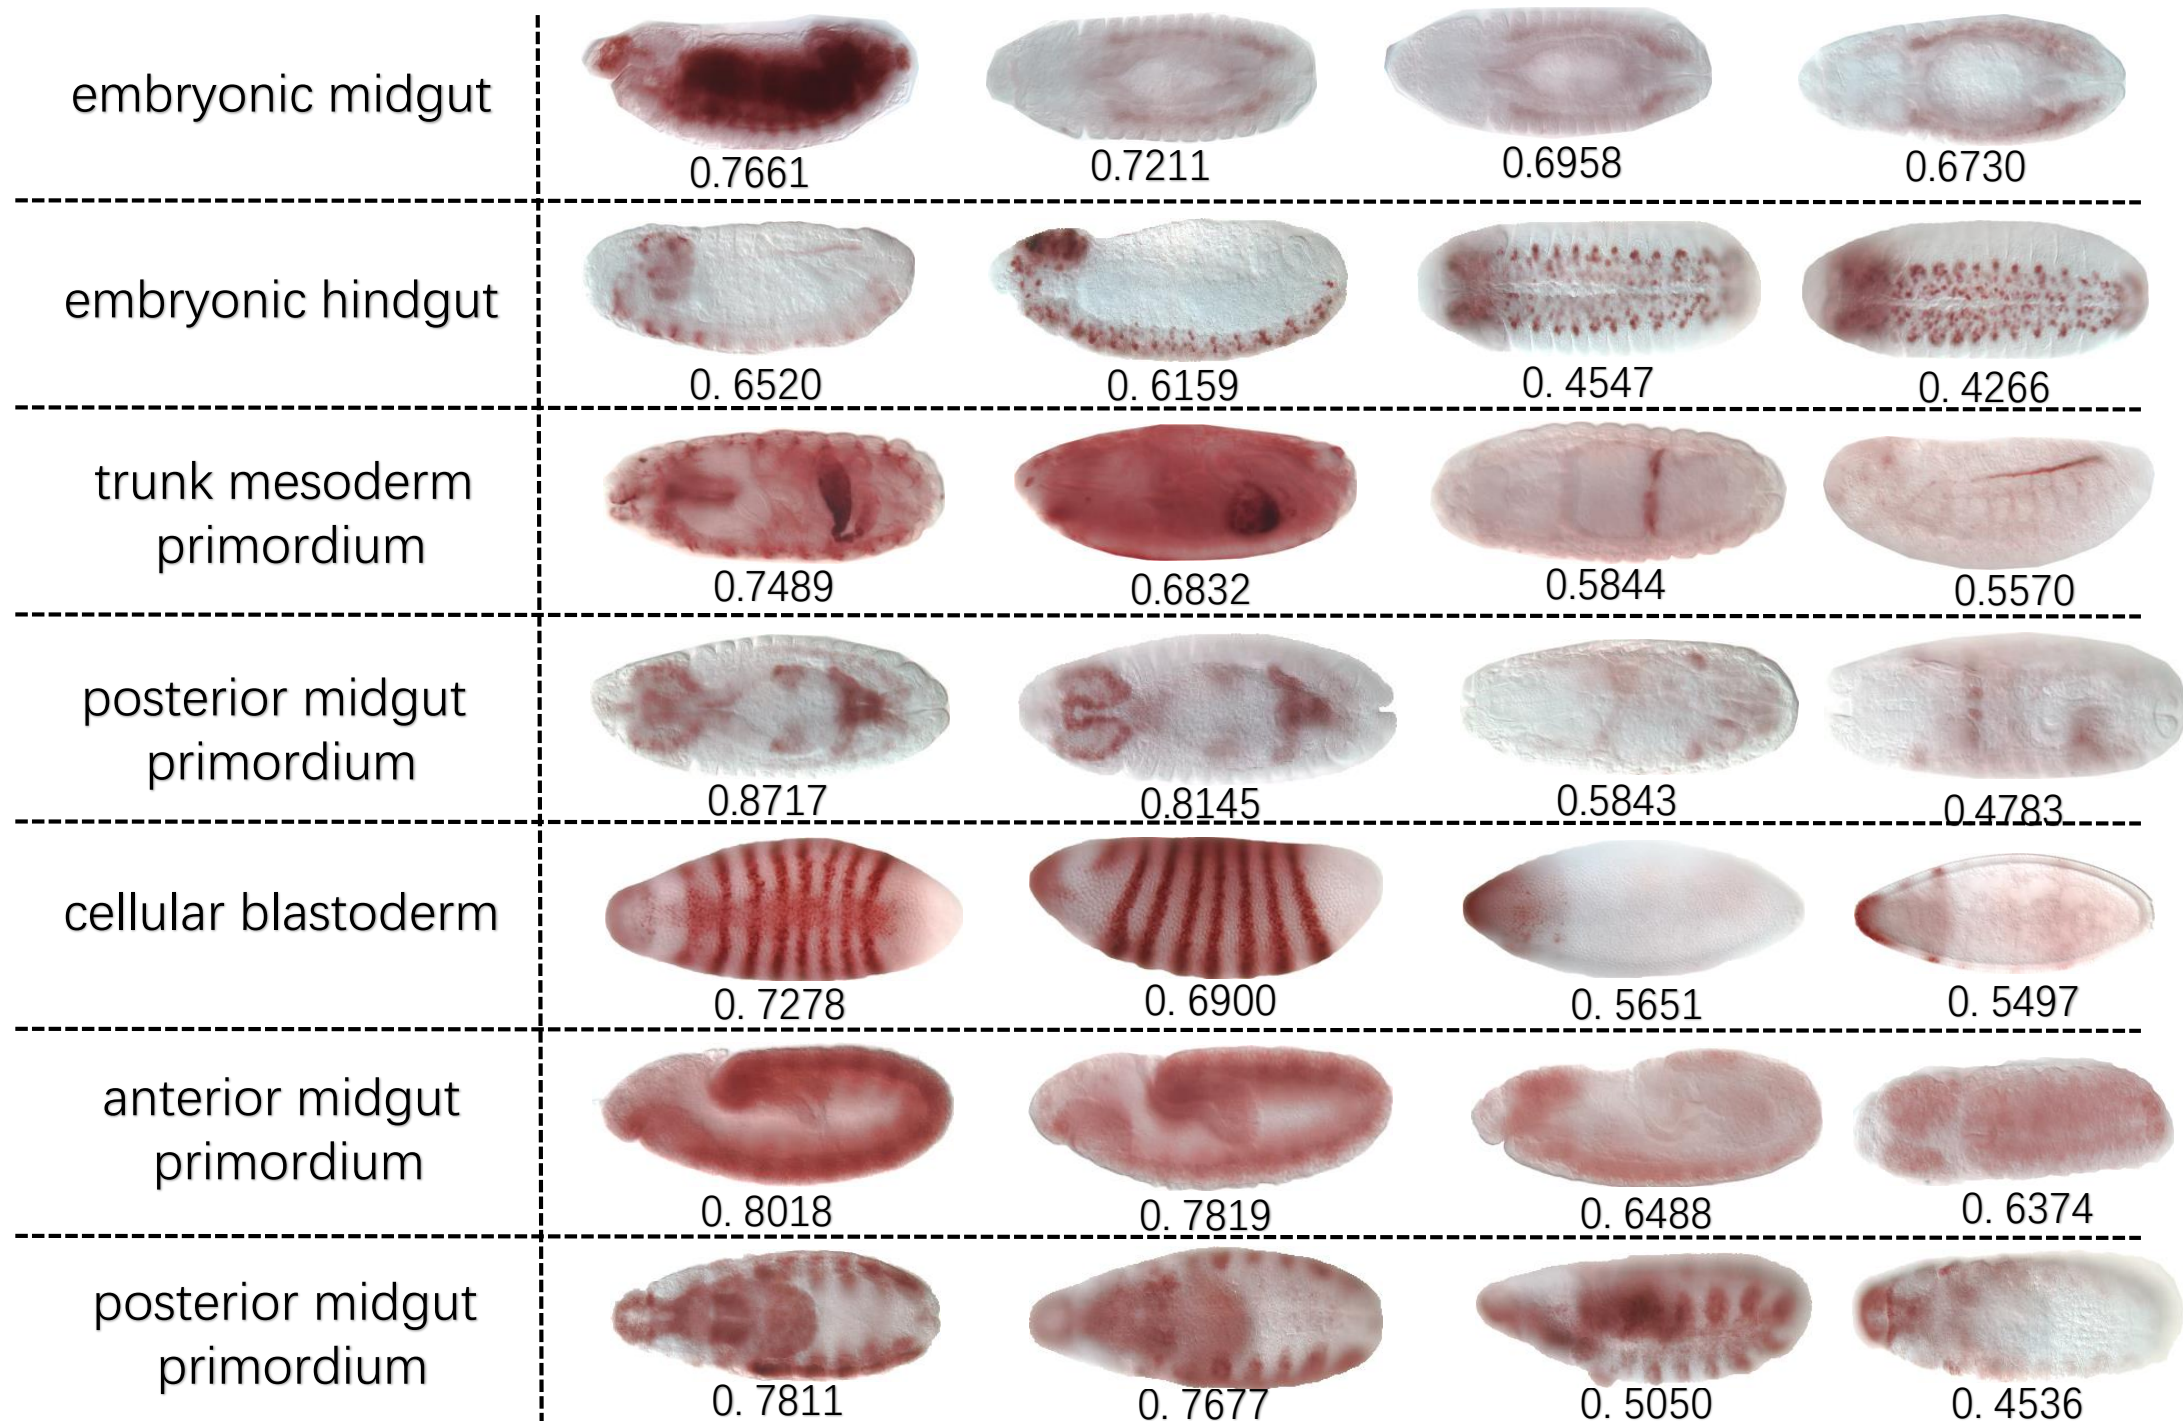 embryonic midgut
0.7661 0.7211 0.6958 0.6730
embryonic hindgut
0. 6520 0. 6159 0. 4547 0. 4266
trunk mesoderm
primordium
0.7489 0.6832 0.5844 0.5570
posterior midgut
primordium
0.8717 0.8145 0.5843 0.4783
cellular blastoderm
0. 7278 0. 6900 0. 5651 0. 5497
anterior midgut
primordium
0. 8018 0. 7819 0. 6488 0. 6374
posterior midgut
primordium
0. 7811 0. 7677 0. 5050 0. 4536